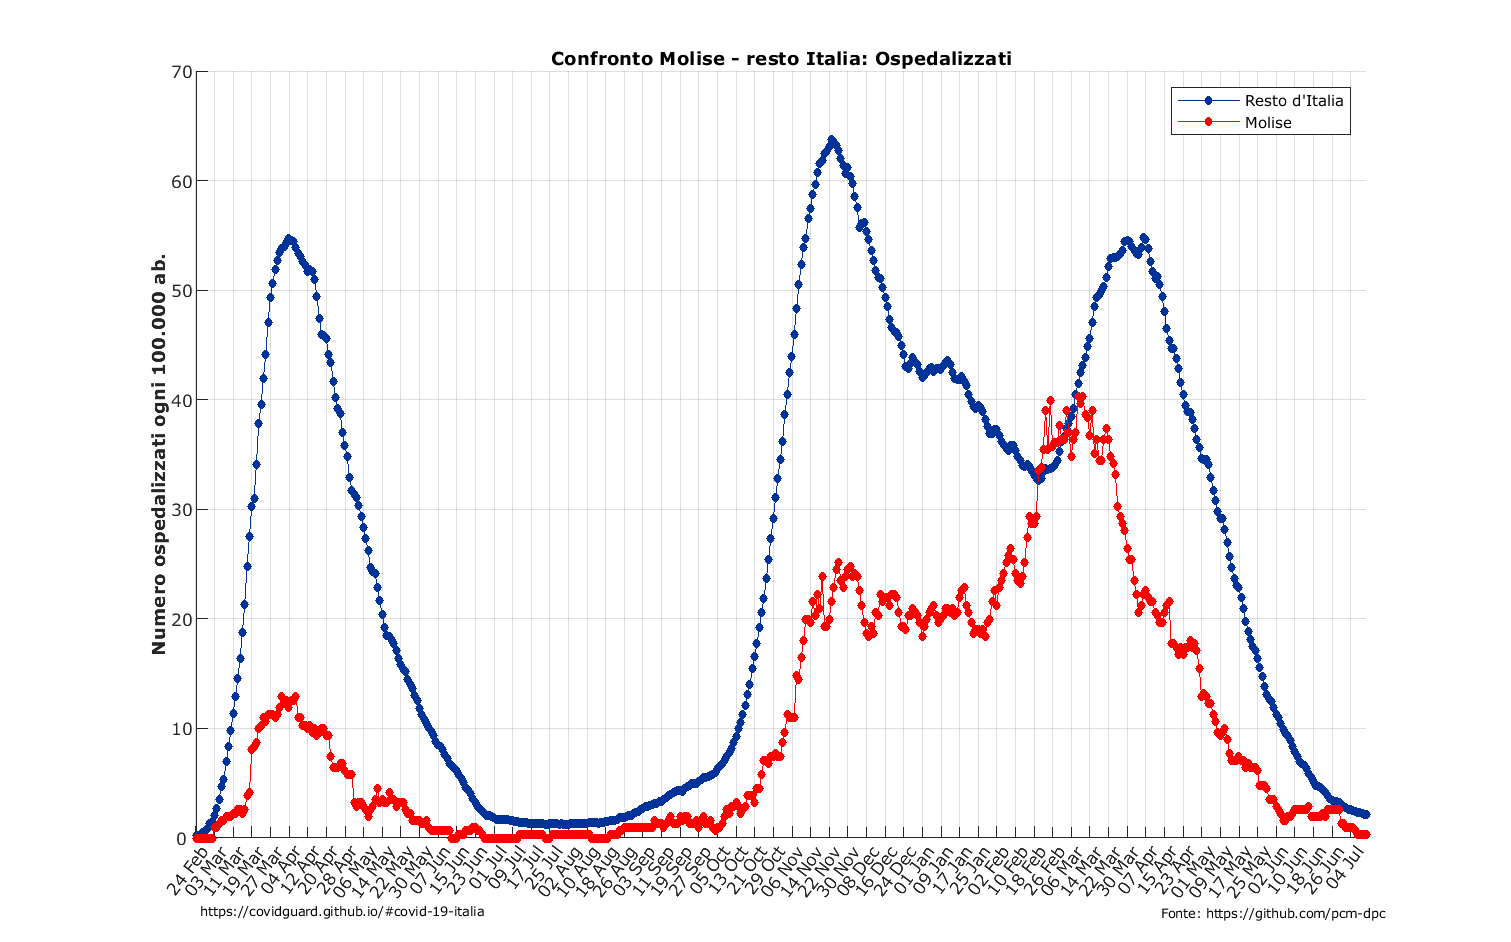 Confronto Molise - resto Italia: Ospedalizzati
Numero ospedalizzati ogni 100.000 ab.
70
60
50
40
30
20
10
0
Resto d'Italia
Molise
24 Feb
03 Mar
11 Mar
19 Mar
27 Mar
04 Apr
12 Apr
20 Apr
28 Apr
06 May
14 May
22 May
30 May
07 Jun
15 Jun
23 Jun
01 Jul
09 Jul
17 Jul
25 Jul
02 Aug
10 Aug
18 Aug
26 Aug
03 Sep
11 Sep
19 Sep
27 Sep
05 Oct
13 Oct
21 Oct
29 Oct
06 Nov
14 Nov
22 Nov
30 Nov
08 Dec
16 Dec
24 Dec
01 Jan
09 Jan
17 Jan
25 Jan
02 Feb
10 Feb
18 Feb
26 Feb
06 Mar
14 Mar
22 Mar
30 Mar
07 Apr
15 Apr
23 Apr
01 May
09 May
17 May
25 May
02 Jun
10 Jun
18 Jun
26 Jun
04 Jul
https://covidguard.github.io/#covid-19-italia
Fonte: https://github.com/pcm-dpc